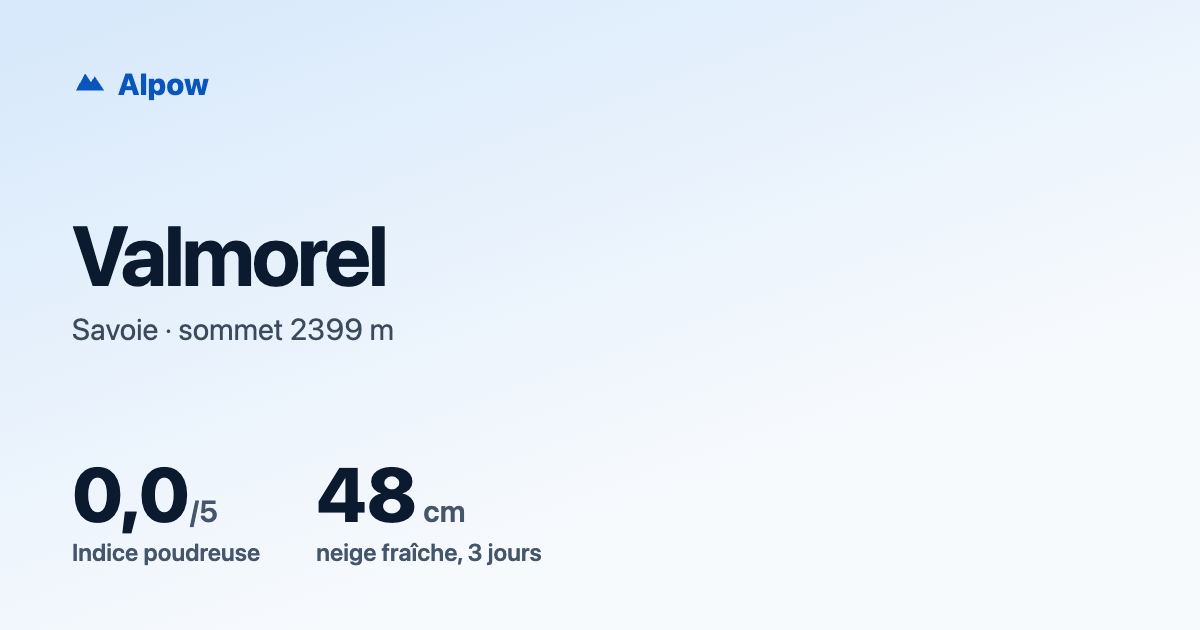 Alpow
Valmorel
Savoie · sommet 2399 m
0,0/5
48 cm
Indice poudreuse
neige fraîche, 3 jours